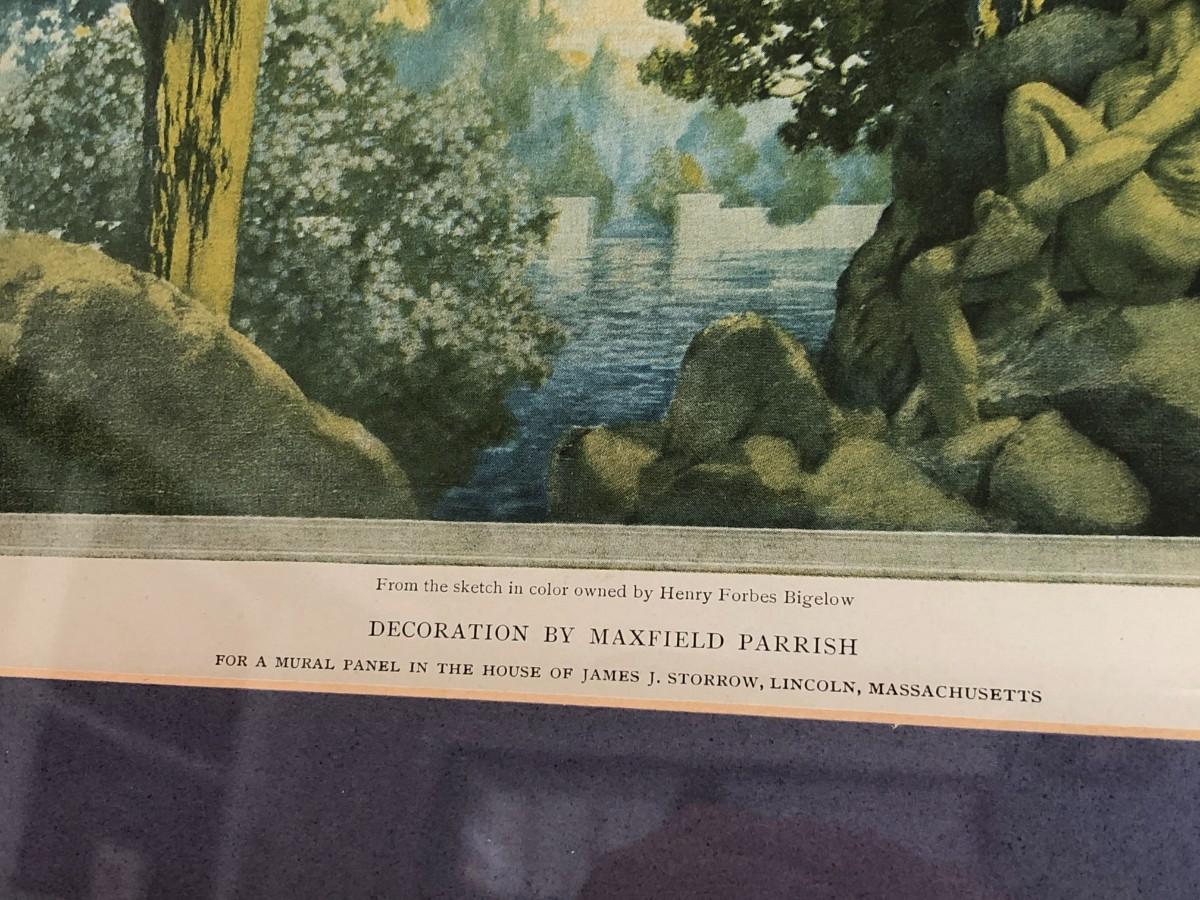 From the sketch in color owned by Henry Forbes Bigelow
DECORATION BY MAXFIELD PARRISH
FOR A MURAL PANEL IN THE HOUSE OF JAMES J. STORROW, LINCOLN, MASSACHUSETTS